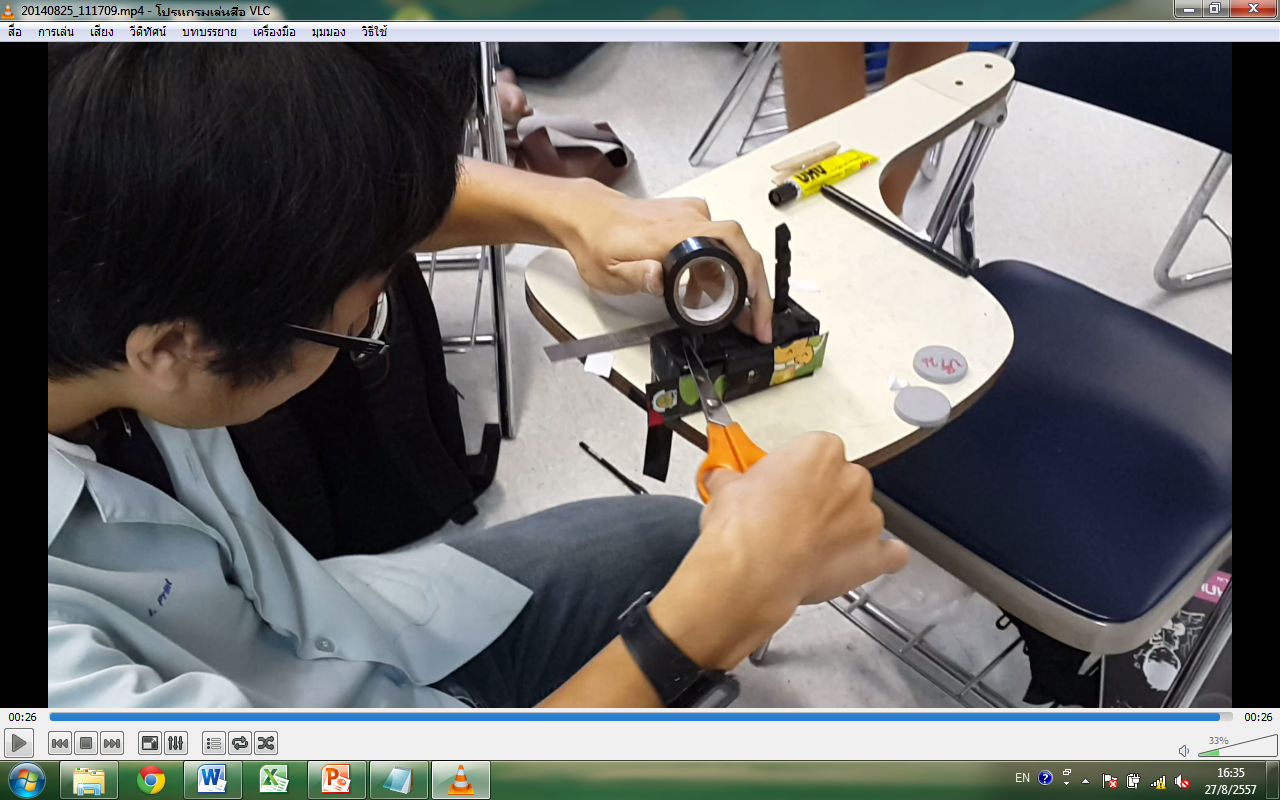 20140825_111709.mp4 - โปรแกรมเล่นสื่อ VLC
สื่อ การเล่น เสียง วีดิทัศน์ บทบรรยาย เครื่องมือ มุมมอง วิธีใช้
UHU
00:26 00:26
33%
EN 16:35
27/8/2557